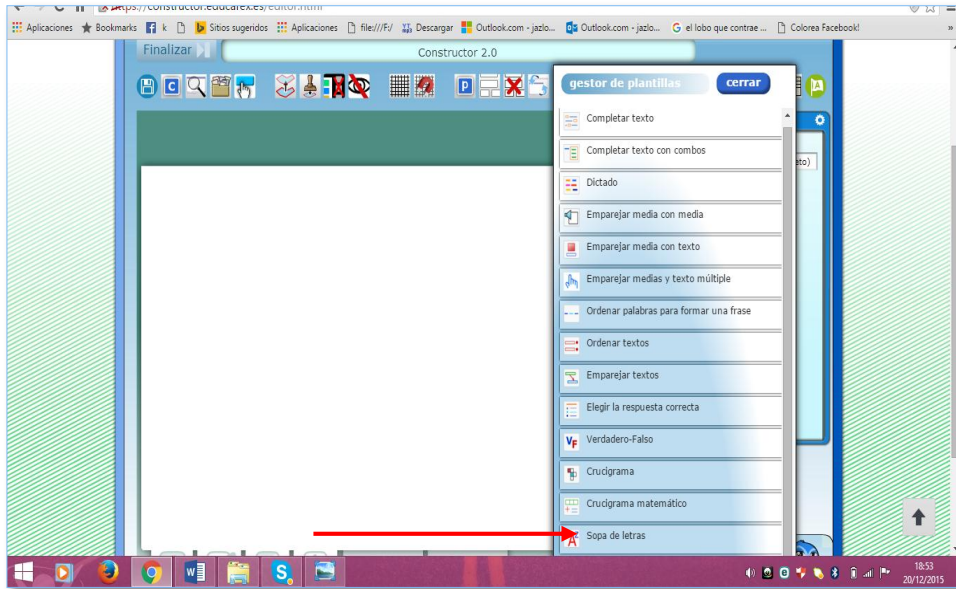 https://constructor.educarex.es/editor.html
Aplicaciones Bookmarks k Sitios sugeridos Aplicaciones file:///F:/ Descargar Outlook.com - jazlo... Outlook.com - jazlo... el lobo que contrae ... Colorea Facebook! »
Finalizar
Constructor 2.0
gestor de plantillas
cerrar
Completar texto
Completar texto con combos
Dictado
Emparejar media con media
Emparejar media con texto
Emparejar medias y texto múltiple
Ordenar palabras para formar una frase
Ordenar textos
Emparejar textos
Elegir la respuesta correcta
Verdadero-Falso
Crucigrama
Crucigrama matemático
Sopa de letras
18:53
20/12/2015